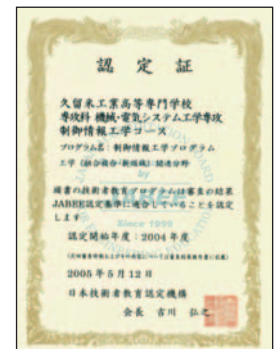 認定証
久留米工業高等専門学校
専攻科 機械・電気システム工学専攻
制御情報工学コース
プログラム名：制御情報工学プログラム
工学（総合複合・新領域）関連分野
by
頭書の技術者教育プログラムは審査の結果
JABEE認定基準に適合していることを認定
します
Since 1999
認定開始年度：2004年度
2005年5月12日
日本技術者教育認定機構
会長 吉川 弘之